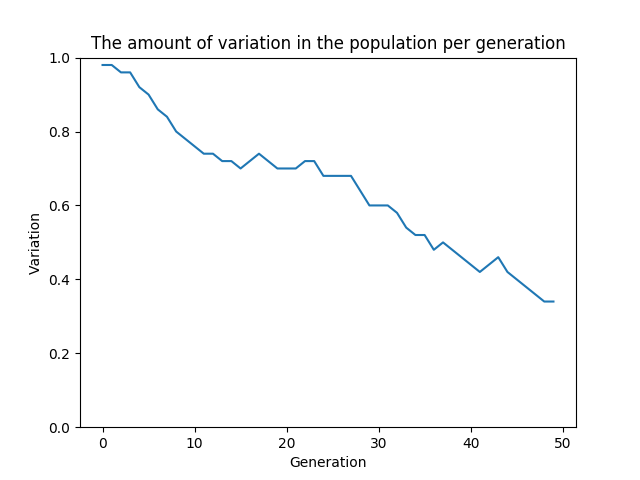 The amount of variation in the population per generation
1.0
0.8
0.6
0.4
0.2
0.0
Variation
0 10 20 30 40 50
Generation